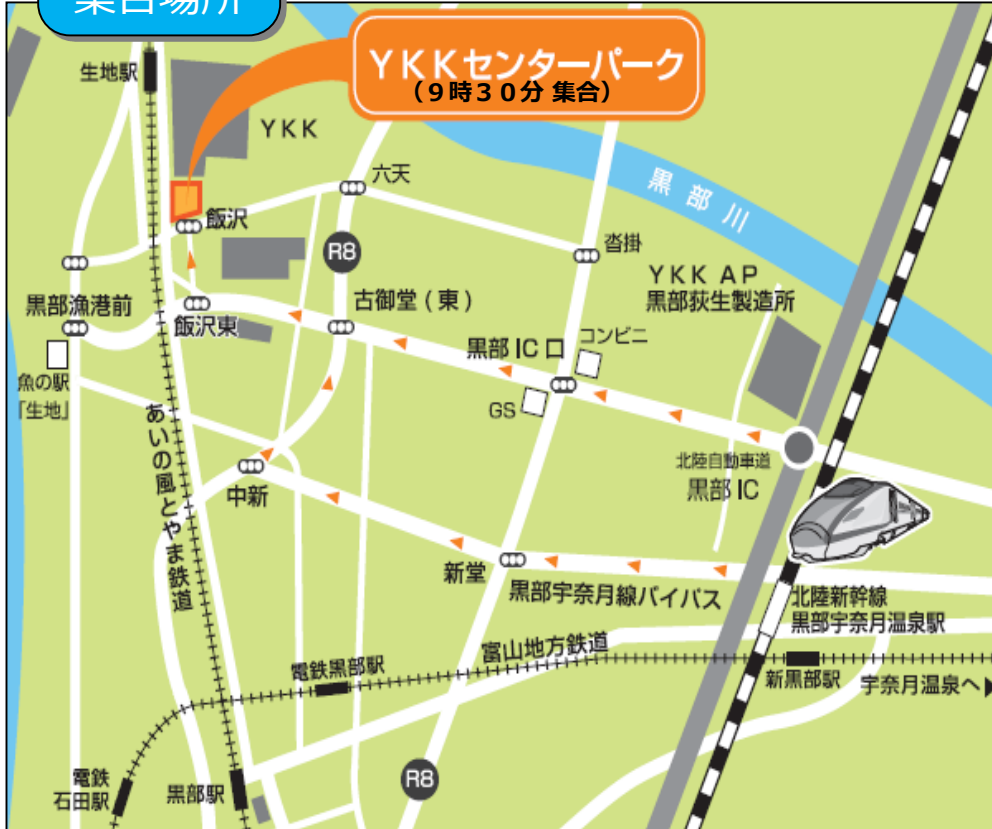 集合場所
YKKセンターパーク
(9時30分 集合)
生地駅
YKK
六天
飯沢
黒部川
R8
沓掛
YKK AP
黒部荻生製造所
古御堂(東)
黒部漁港前
飯沢東
コンビニ
黒部IC口
魚の駅
「生地」
GS
あいの風とやま鉄道
北陸自動車道
黒部IC
中新
新堂
黒部宇奈月線バイパス
北陸新幹線
黒部宇奈月温泉駅
富山地方鉄道
電鉄黒部駅
新黒部駅
宇奈月温泉へ▶
電鉄
石田駅
黒部駅
R8